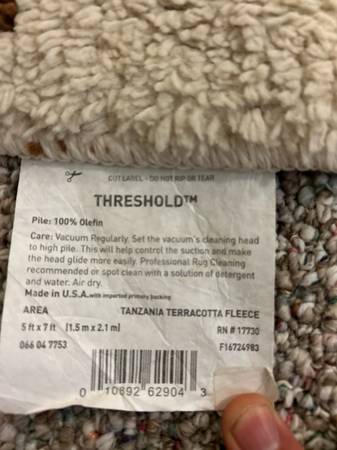 CUT LABEL - DO NOT RIP OR TEAR
THRESHOLD™
Pile: 100% Olefin
Care: Vacuum Regularly. Set the vacuum's cleaning head
to high pile. This will help control the suction and make
the head glide more easily. Professional Rug Cleaning
recommended or spot clean with a solution of detergent
and water. Air dry.
Made in U.S.A. with imported primary backing
AREA TANZANIA TERRACOTTA FLEECE
5 ft x 7 ft (1.5 m x 2.1 m) RN # 17730
066 04 7753 F16724983
0 10892 62904 3